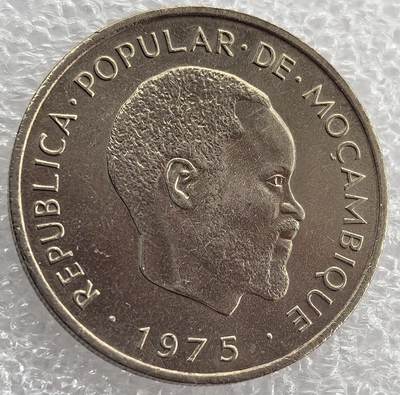 REPUBLICA · POPULAR · DE · MOÇAMBIQUE
· 1975 ·